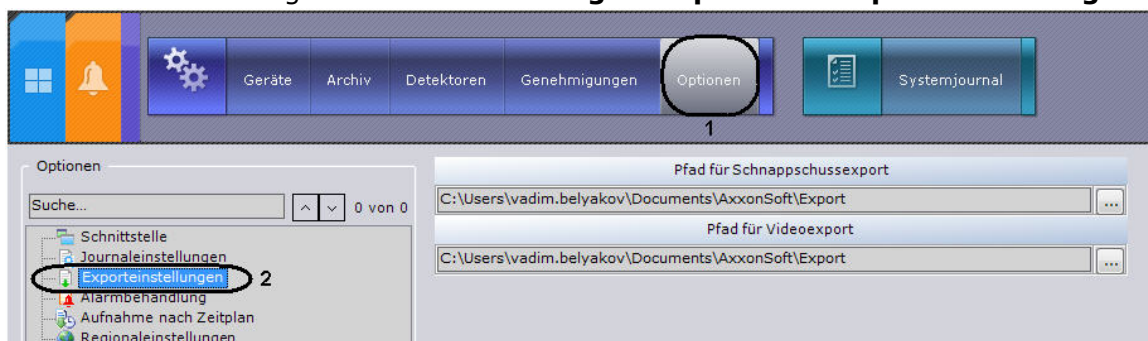 Geräte Archiv Detektoren Genehmigungen Optionen Systemjournal
1
Optionen
Suche... 0 von 0
Schnittstelle
Journaleinstellungen
Exporteinstellungen 2
Alarmbehandlung
Aufnahme nach Zeitplan
Regionaleinstellungen
Pfad für Schnappschussexport
C:\Users\vadim.belyakov\Documents\AxxonSoft\Export ...
Pfad für Videoexport
C:\Users\vadim.belyakov\Documents\AxxonSoft\Export ...